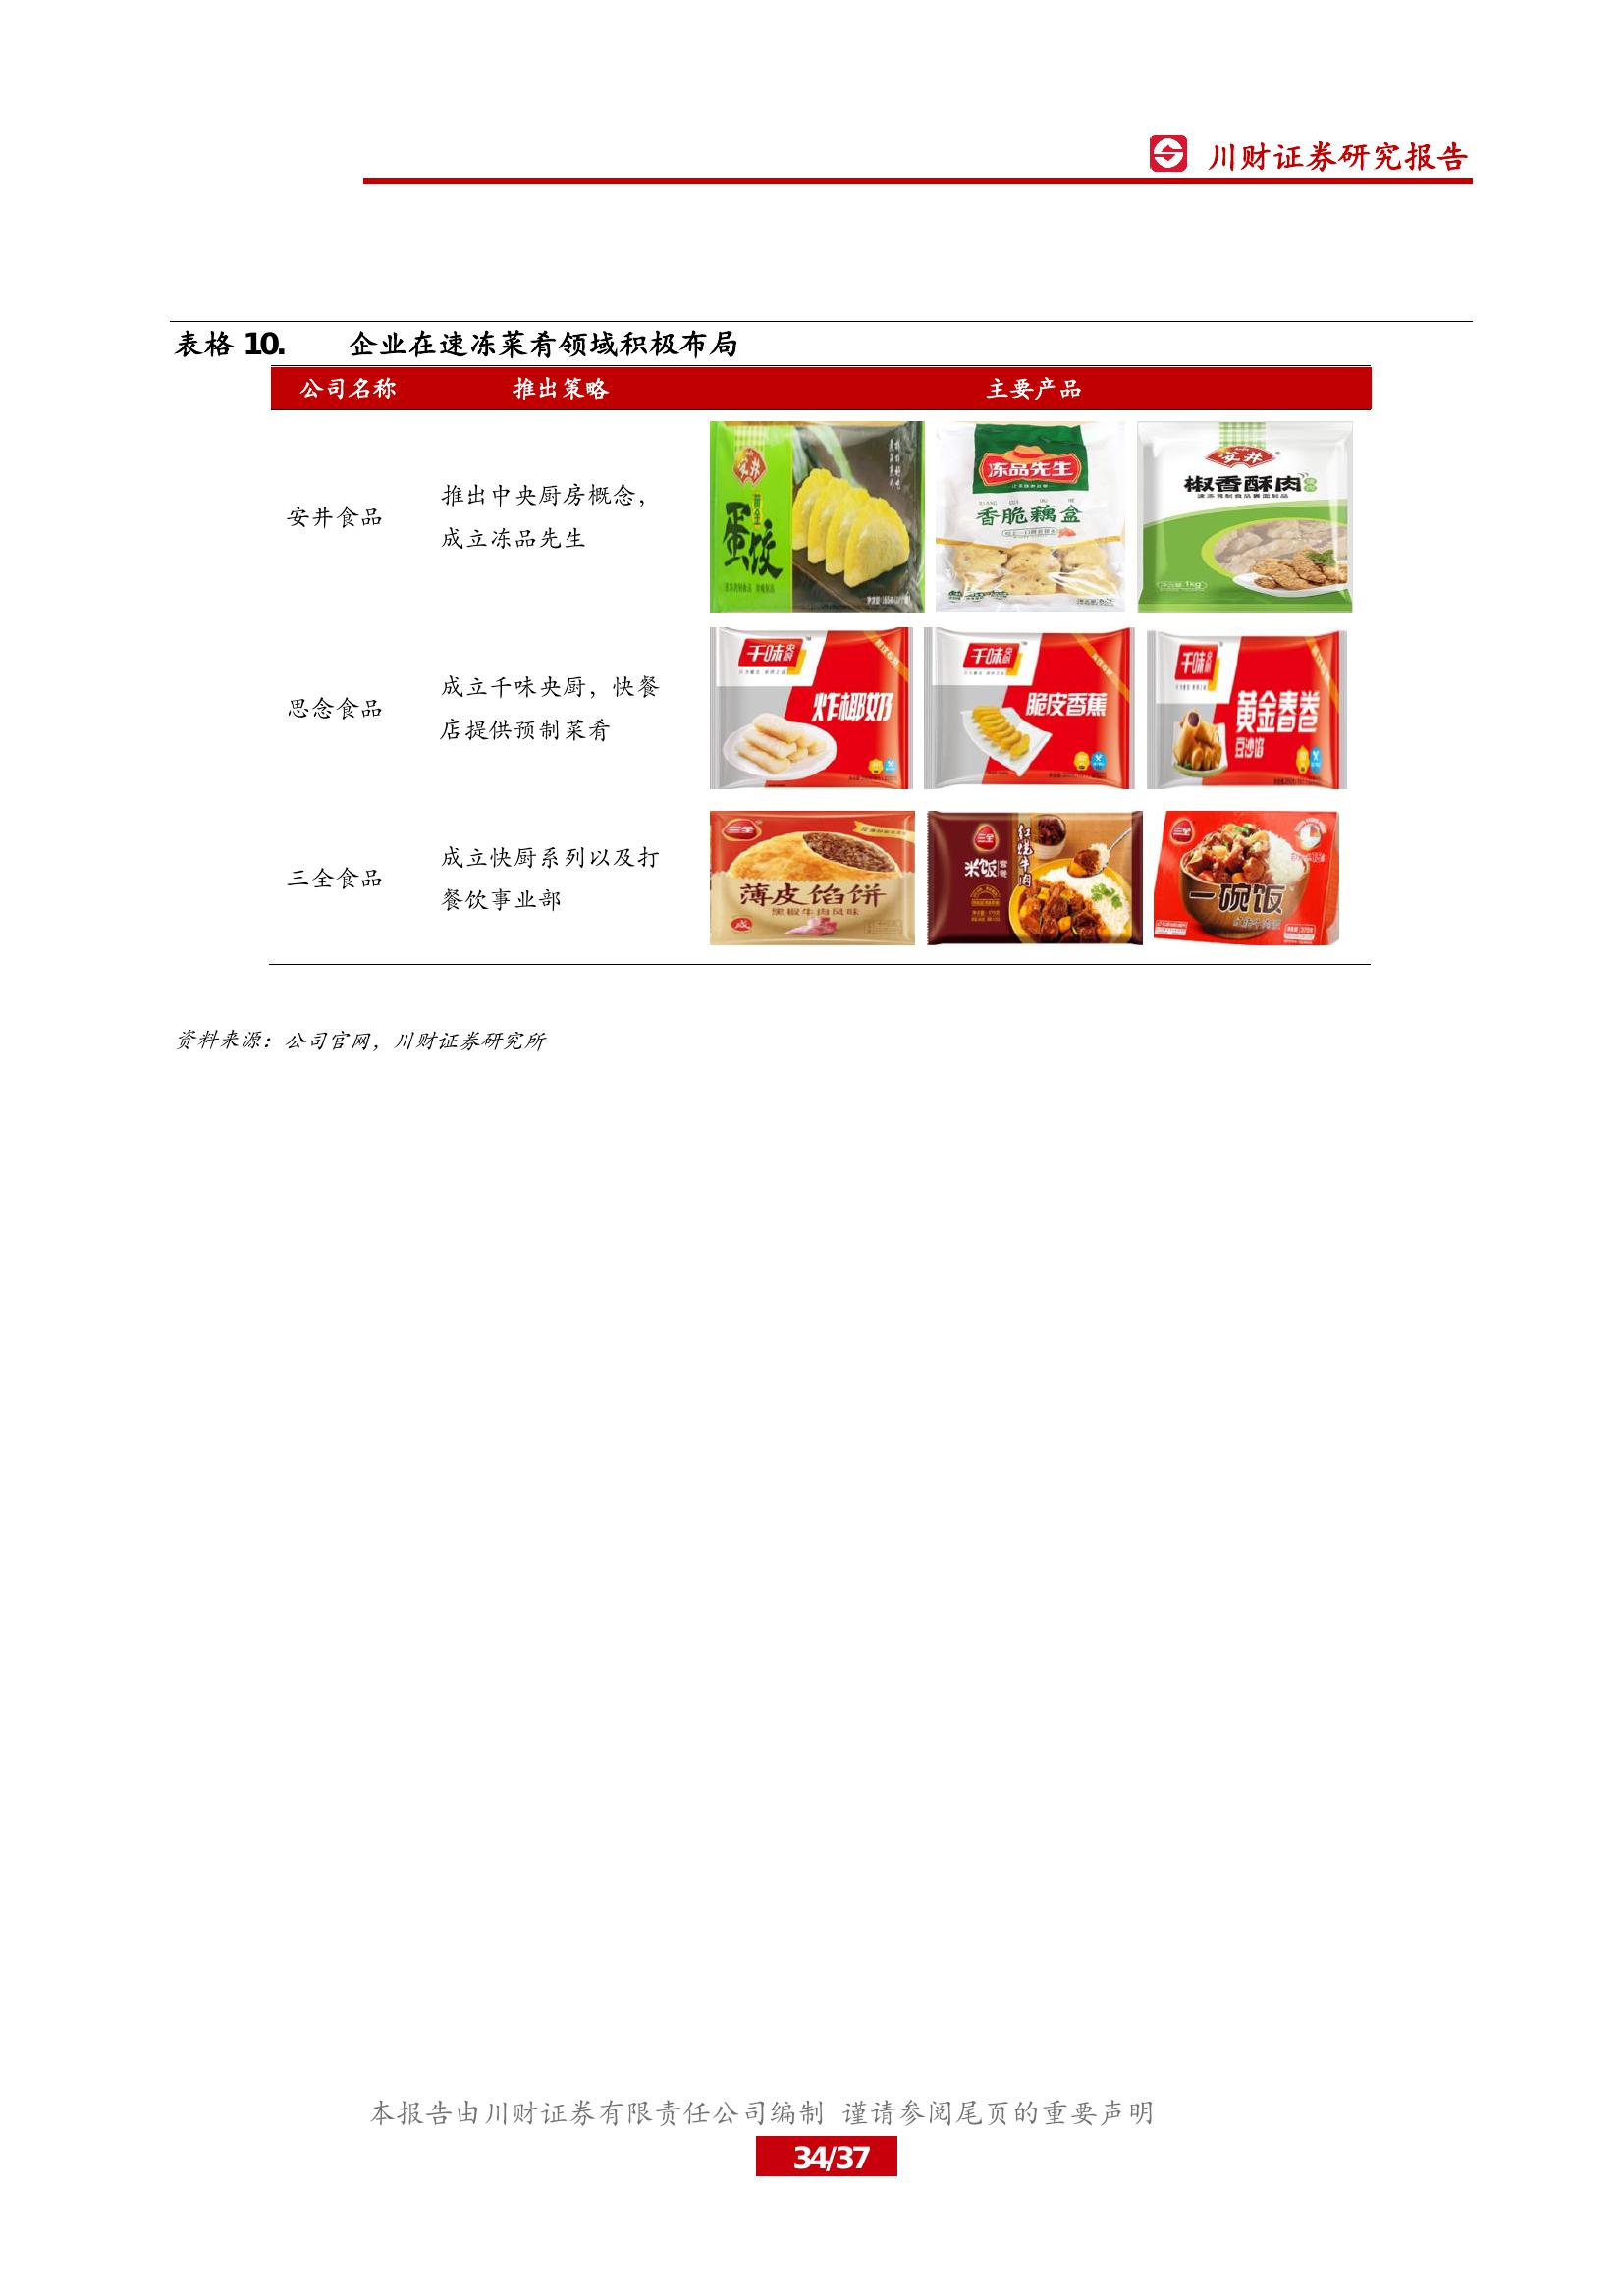 川财证券研究报告
表格 10. 企业在速冻菜肴领域积极布局
公司名称 推出策略 主要产品
安井食品
推出中央厨房概念,
成立冻品先生
安井
黄金
蛋饺
冻品先生
香脆藕盒
安井
椒香酥肉
1kg
思念食品
成立千味央厨, 快餐
店提供预制菜肴
千味央厨
炸椰奶
千味央厨
脆皮香蕉
千味央厨
黄金春卷
豆沙馅
三全食品
成立快厨系列以及打
餐饮事业部
三全
薄皮馅饼
黑椒牛肉风味
三全
米饭套餐
红烧牛肉
三全
一碗饭
资料来源: 公司官网, 川财证券研究所
本报告由川财证券有限责任公司编制 谨请参阅尾页的重要声明
34/37